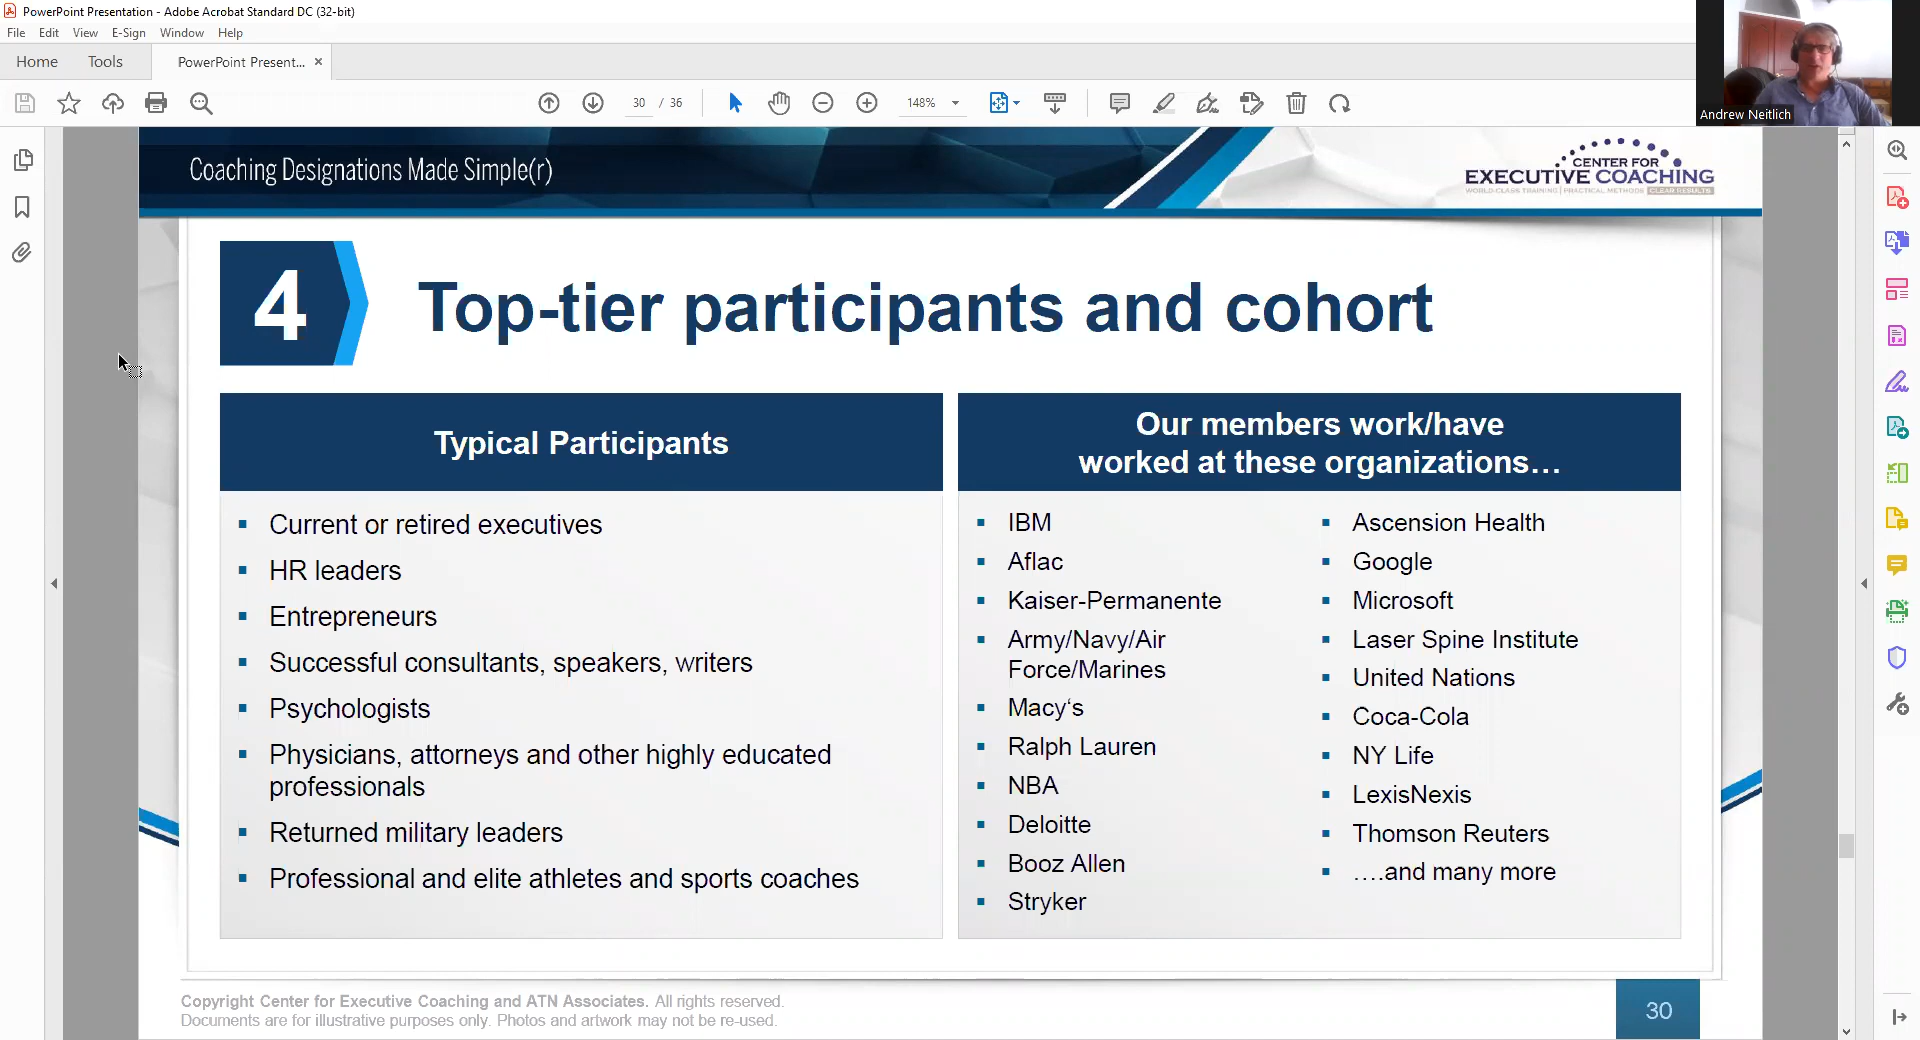 PowerPoint Presentation - Adobe Acrobat Standard DC (32-bit)
File Edit View E-Sign Window Help
Home Tools PowerPoint Present... ×
30 / 36 148%
Andrew Neitlich
Coaching Designations Made Simple(r)
CENTER FOR
EXECUTIVE COACHING
WORLD-CLASS TRAINING | PRACTICAL METHODS | CLEAR RESULTS
4
Top-tier participants and cohort
Typical Participants
▪ Current or retired executives
▪ HR leaders
▪ Entrepreneurs
▪ Successful consultants, speakers, writers
▪ Psychologists
▪ Physicians, attorneys and other highly educated
professionals
▪ Returned military leaders
▪ Professional and elite athletes and sports coaches
Our members work/have
worked at these organizations…
▪ IBM
▪ Aflac
▪ Kaiser-Permanente
▪ Army/Navy/Air
Force/Marines
▪ Macy‘s
▪ Ralph Lauren
▪ NBA
▪ Deloitte
▪ Booz Allen
▪ Stryker
▪ Ascension Health
▪ Google
▪ Microsoft
▪ Laser Spine Institute
▪ United Nations
▪ Coca-Cola
▪ NY Life
▪ LexisNexis
▪ Thomson Reuters
▪ ….and many more
Copyright Center for Executive Coaching and ATN Associates. All rights reserved.
Documents are for illustrative purposes only. Photos and artwork may not be re-used.
30